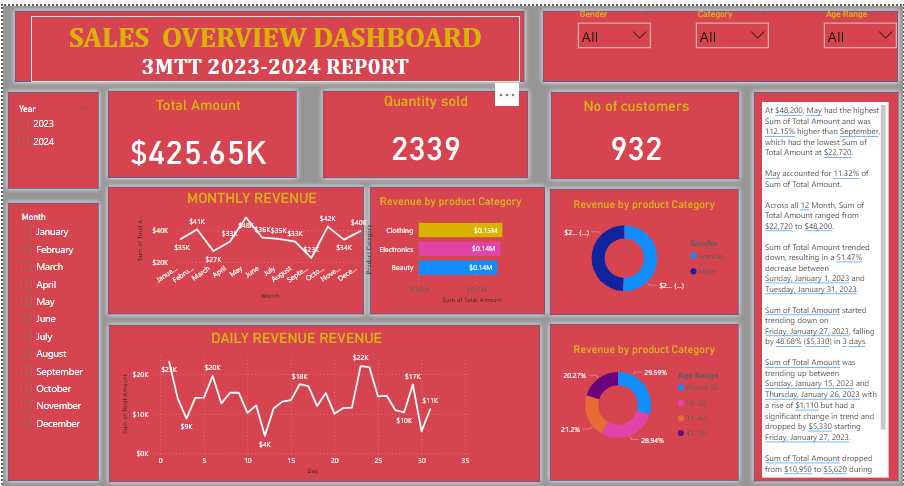 SALES OVERVIEW DASHBOARD
3MTT 2023-2024 REPORT
Gender
All
Category
All
Age Range
All
Year
2023
2024
Total Amount
$425.65K
Quantity sold
2339
No of customers
932
Month
January
February
March
April
May
June
July
August
September
October
November
December
MONTHLY REVENUE
Sum of Total A...
$40K
$20K
$35K
$41K
$27K
$33K
$48K
$36K
$35K
$33K
$23K
$42K
$34K
$40K
Janua...
Febru...
March
April
May
June
July
August
Septe...
Octo...
Nove...
Dece...
Month
Revenue by product Category
Product Category
Clothing
$0.15M
Electronics
$0.14M
Beauty
$0.14M
$0.0M
$0.1M
Sum of Total Amount
Revenue by product Category
$2... (...)
$2... (...)
Gender
Female
Male
DAILY REVENUE REVENUE
Sum of Total Amount
$20K
$10K
$0K
$9K
$20K
$4K
$18K
$22K
$10K
$17K
$11K
0
5
10
15
20
25
30
35
Day
Revenue by product Category
20.27%
29.59%
21.2%
28.94%
Age Range
Above 50
18-30
31-40
41-50
At $48,200, May had the highest
Sum of Total Amount and was
112.15% higher than September,
which had the lowest Sum of
Total Amount at $22,720.
May accounted for 11.32% of
Sum of Total Amount.
Across all 12 Month, Sum of
Total Amount ranged from
$22,720 to $48,200.
Sum of Total Amount trended
down, resulting in a 51.47%
decrease between
Sunday, January 1, 2023 and
Tuesday, January 31, 2023.
Sum of Total Amount started
trending down on
Friday, January 27, 2023, falling
by 48.68% ($5,330) in 3 days.
Sum of Total Amount was
trending up between
Sunday, January 15, 2023 and
Thursday, January 26, 2023 with
a rise of $1,110 but had a
significant change in trend and
dropped by $5,330 starting
Friday, January 27, 2023.
Sum of Total Amount dropped
from $10,950 to $5,620 during